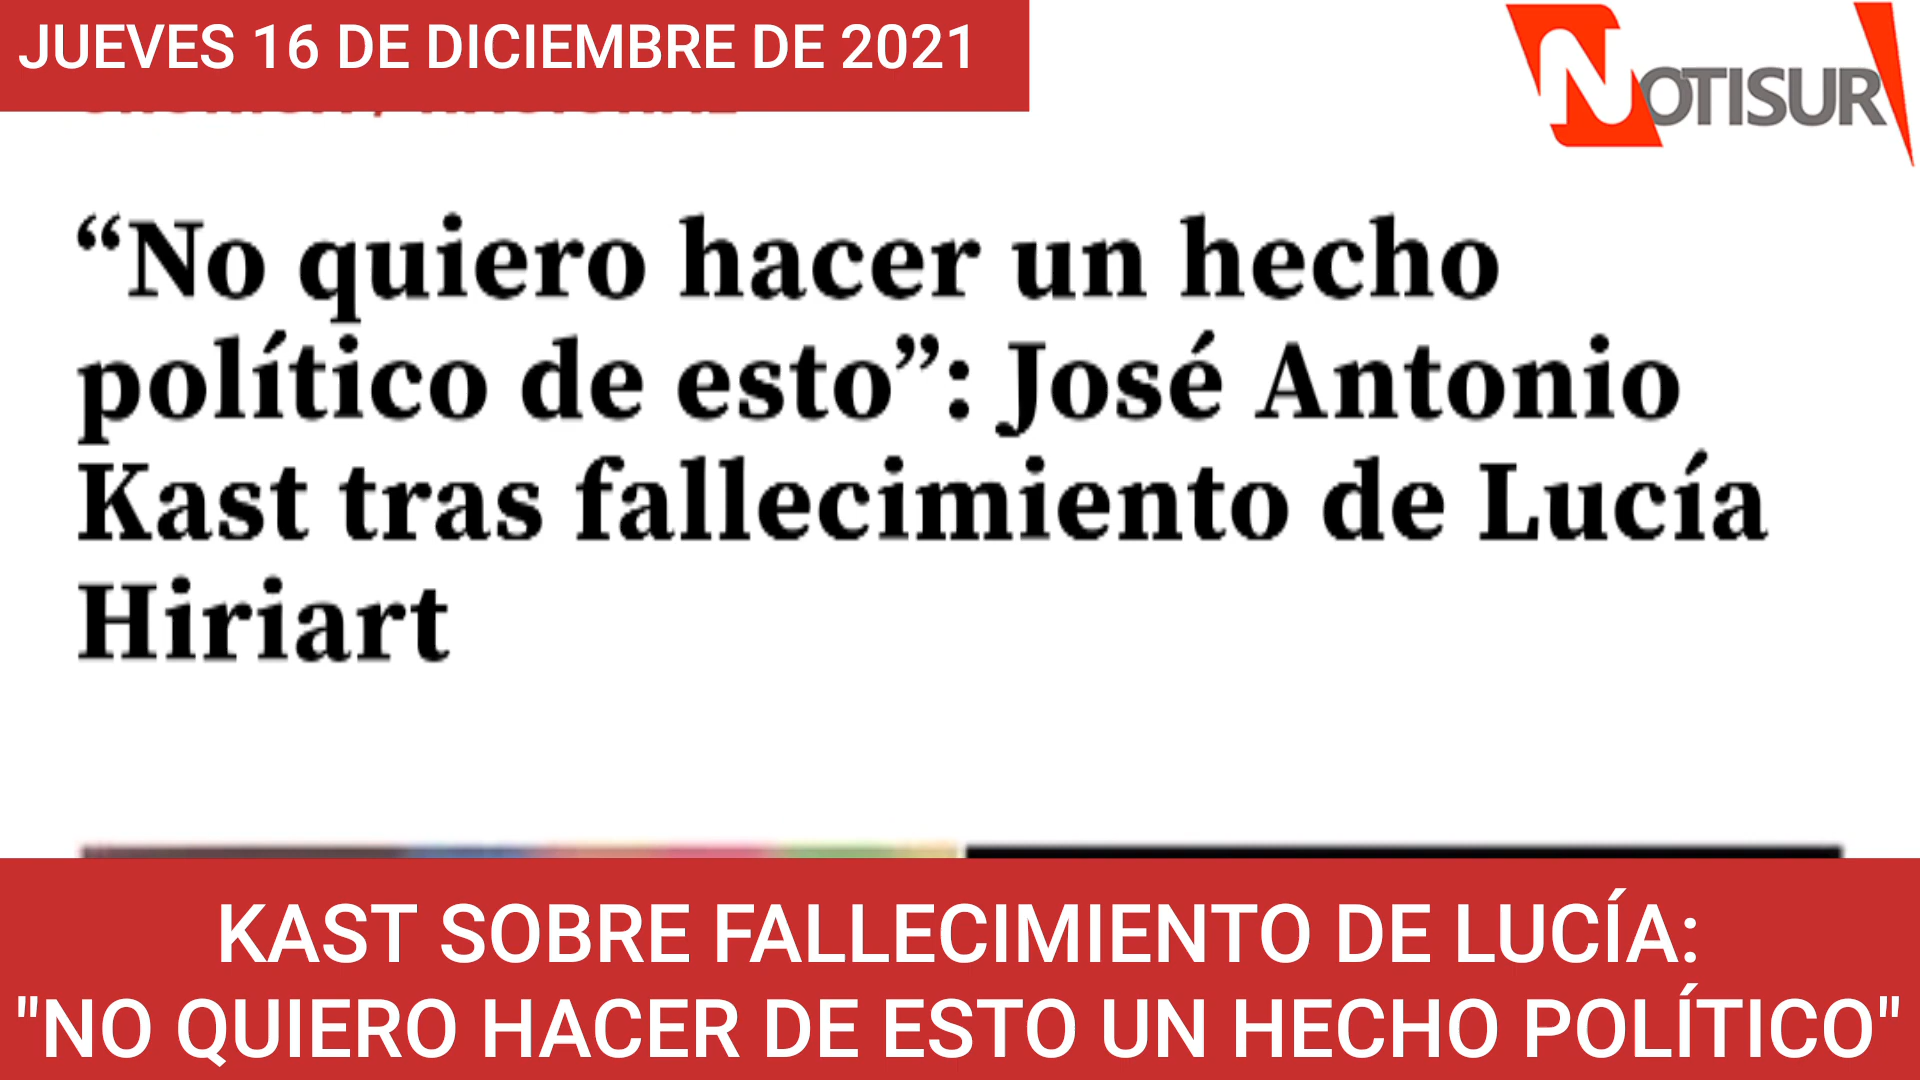 JUEVES 16 DE DICIEMBRE DE 2021
NOTISUR
“No quiero hacer un hecho
político de esto”: José Antonio
Kast tras fallecimiento de Lucía
Hiriart
KAST SOBRE FALLECIMIENTO DE LUCÍA:
"NO QUIERO HACER DE ESTO UN HECHO POLÍTICO"